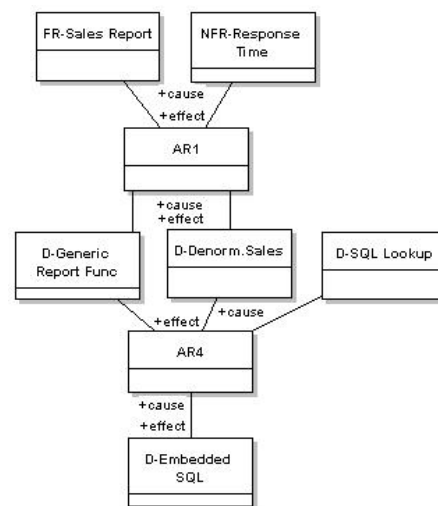 FR-Sales Report
NFR-Response
Time
+cause
+effect
AR1
+cause
+effect
D-Generic
Report Func
D-Denorm.Sales
D-SQL Lookup
+effect
+cause
AR4
+cause
+effect
D-Embedded
SQL